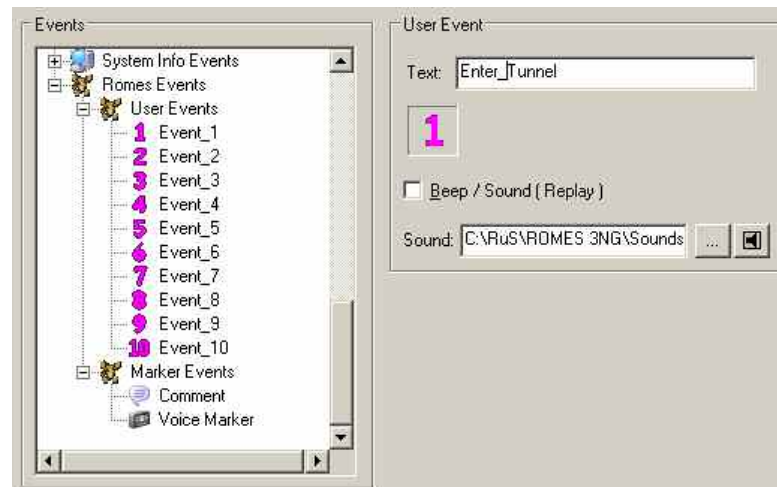 Events
System Info Events
Romes Events
User Events
1 Event_1
2 Event_2
3 Event_3
4 Event_4
5 Event_5
6 Event_6
7 Event_7
8 Event_8
9 Event_9
10 Event_10
Marker Events
Comment
Voice Marker
User Event
Text: Enter_Tunnel
1
Beep / Sound ( Replay )
Sound: C:\RuS\ROMES 3NG\Sounds ...